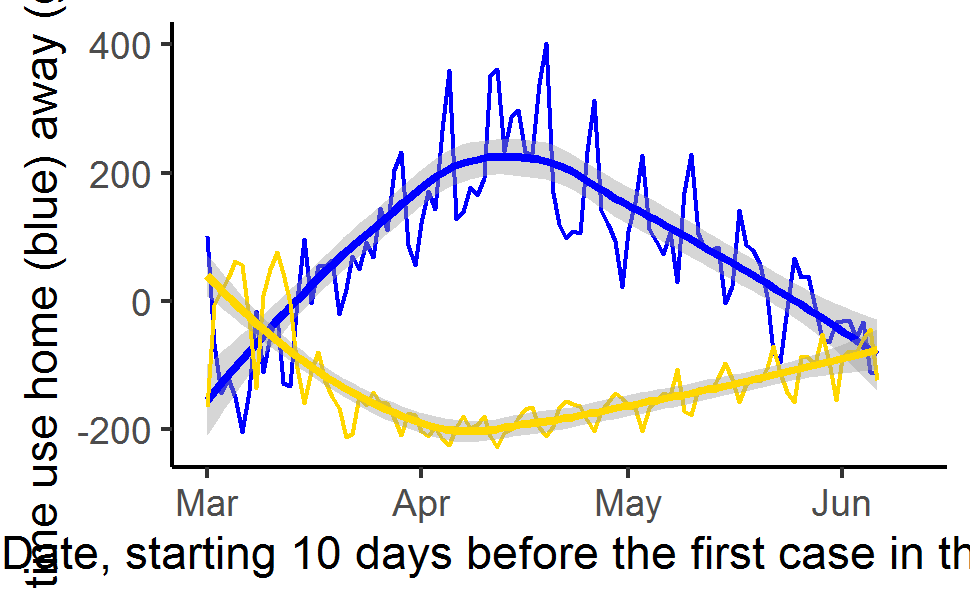 time use home (blue) away (g
400
200
0
-200
Mar Apr May Jun
Date, starting 10 days before the first case in th